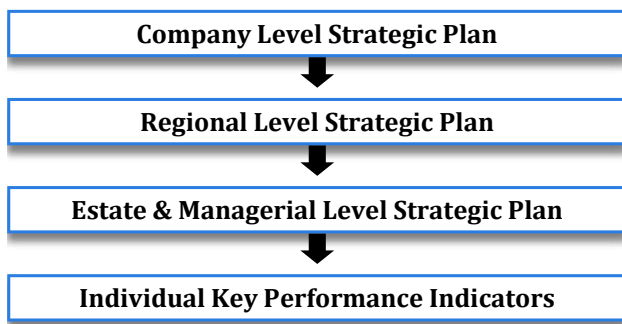 Company Level Strategic Plan
Regional Level Strategic Plan
Estate & Managerial Level Strategic Plan
Individual Key Performance Indicators